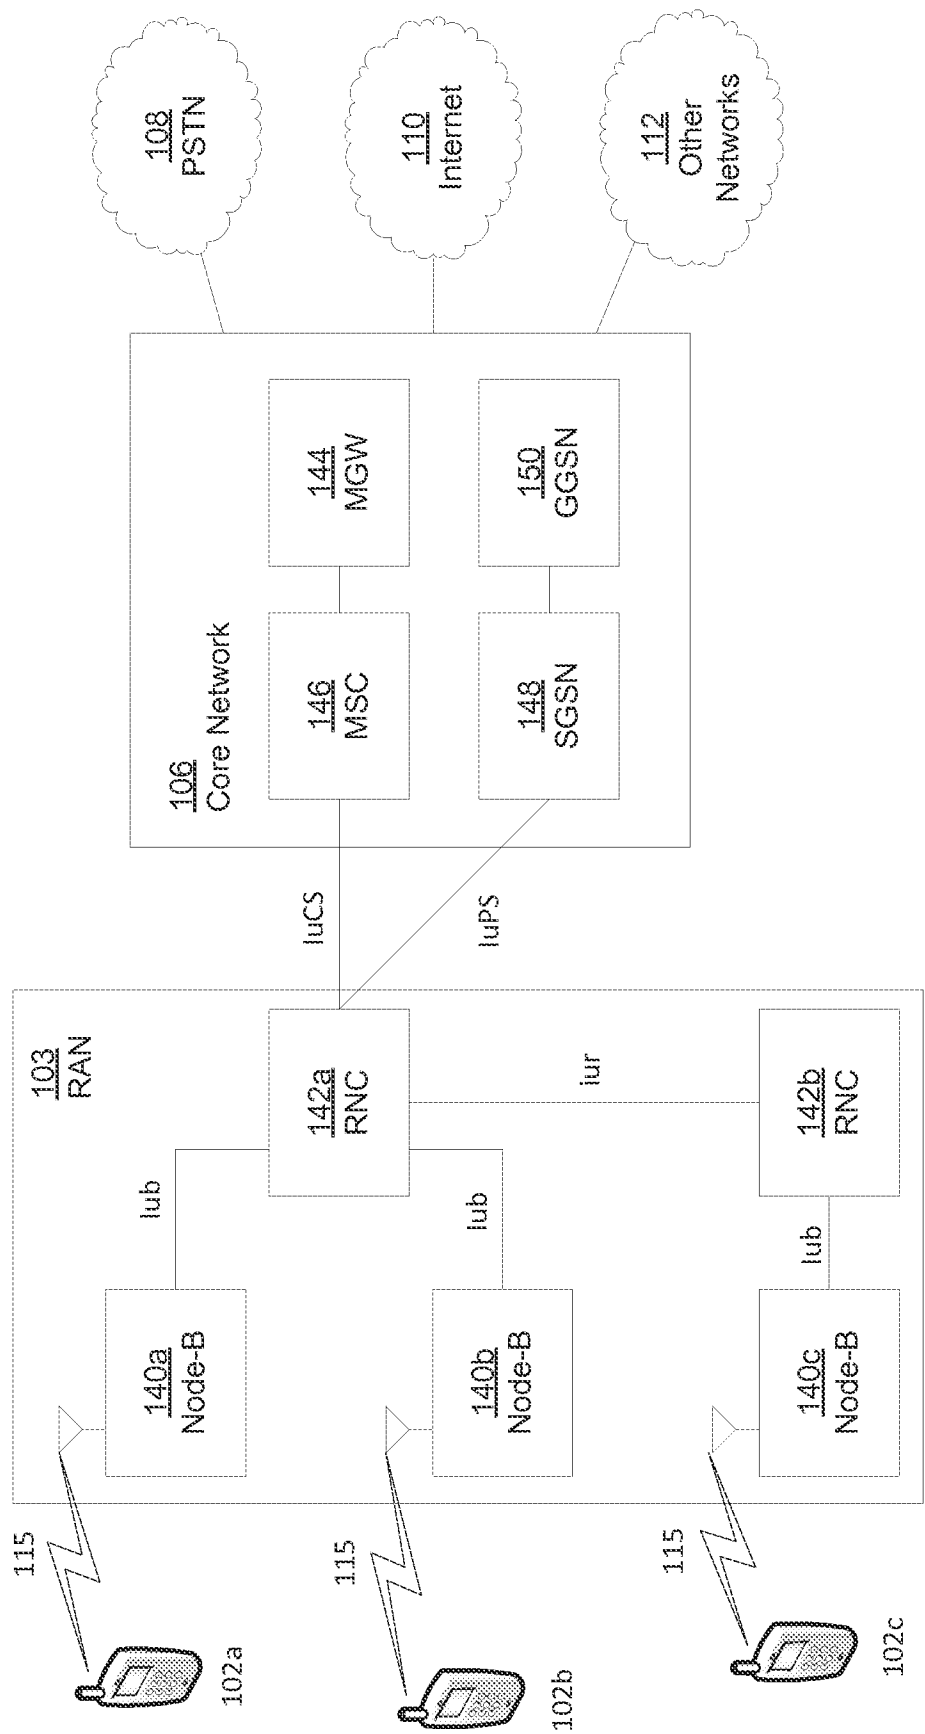 115
102a
140a
Node-B
Iub
103
RAN
142a
RNC
IuCS
106
Core Network
146
MSC
144
MGW
108
PSTN
115
102b
140b
Node-B
Iub
IuPS
148
SGSN
150
GGSN
110
Internet
iur
115
102c
140c
Node-B
Iub
142b
RNC
112
Other
Networks